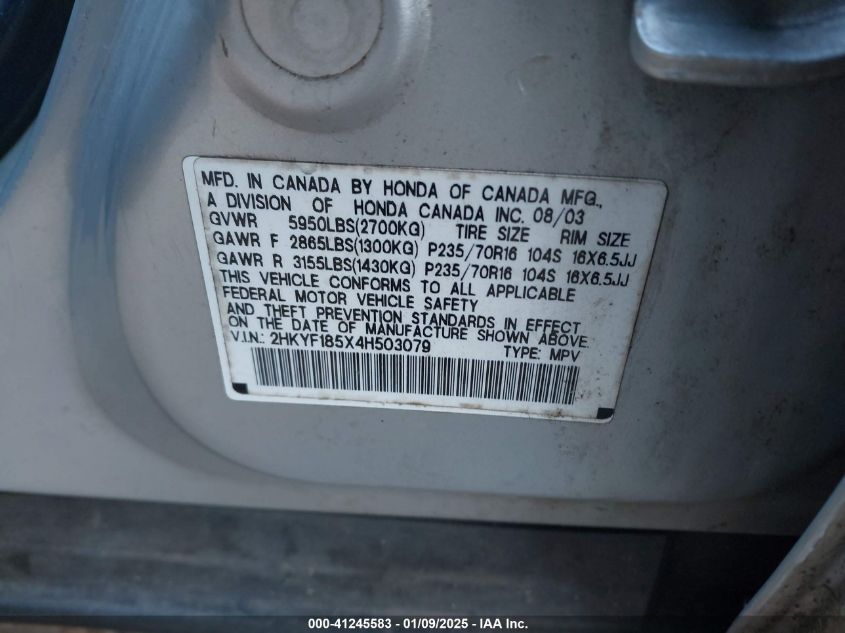 MFD. IN CANADA BY HONDA OF CANADA MFG.,
A DIVISION OF HONDA CANADA INC. 08/03
GVWR 5950LBS(2700KG) TIRE SIZE RIM SIZE
GAWR F 2865LBS(1300KG) P235/70R16 104S 16X6.5JJ
GAWR R 3155LBS(1430KG) P235/70R16 104S 16X6.5JJ
THIS VEHICLE CONFORMS TO ALL APPLICABLE
FEDERAL MOTOR VEHICLE SAFETY
AND THEFT PREVENTION STANDARDS IN EFFECT
ON THE DATE OF MANUFACTURE SHOWN ABOVE.
V.I.N.: 2HKYF185X4H503079 TYPE: MPV
000-41245583 - 01/09/2025 - IAA Inc.